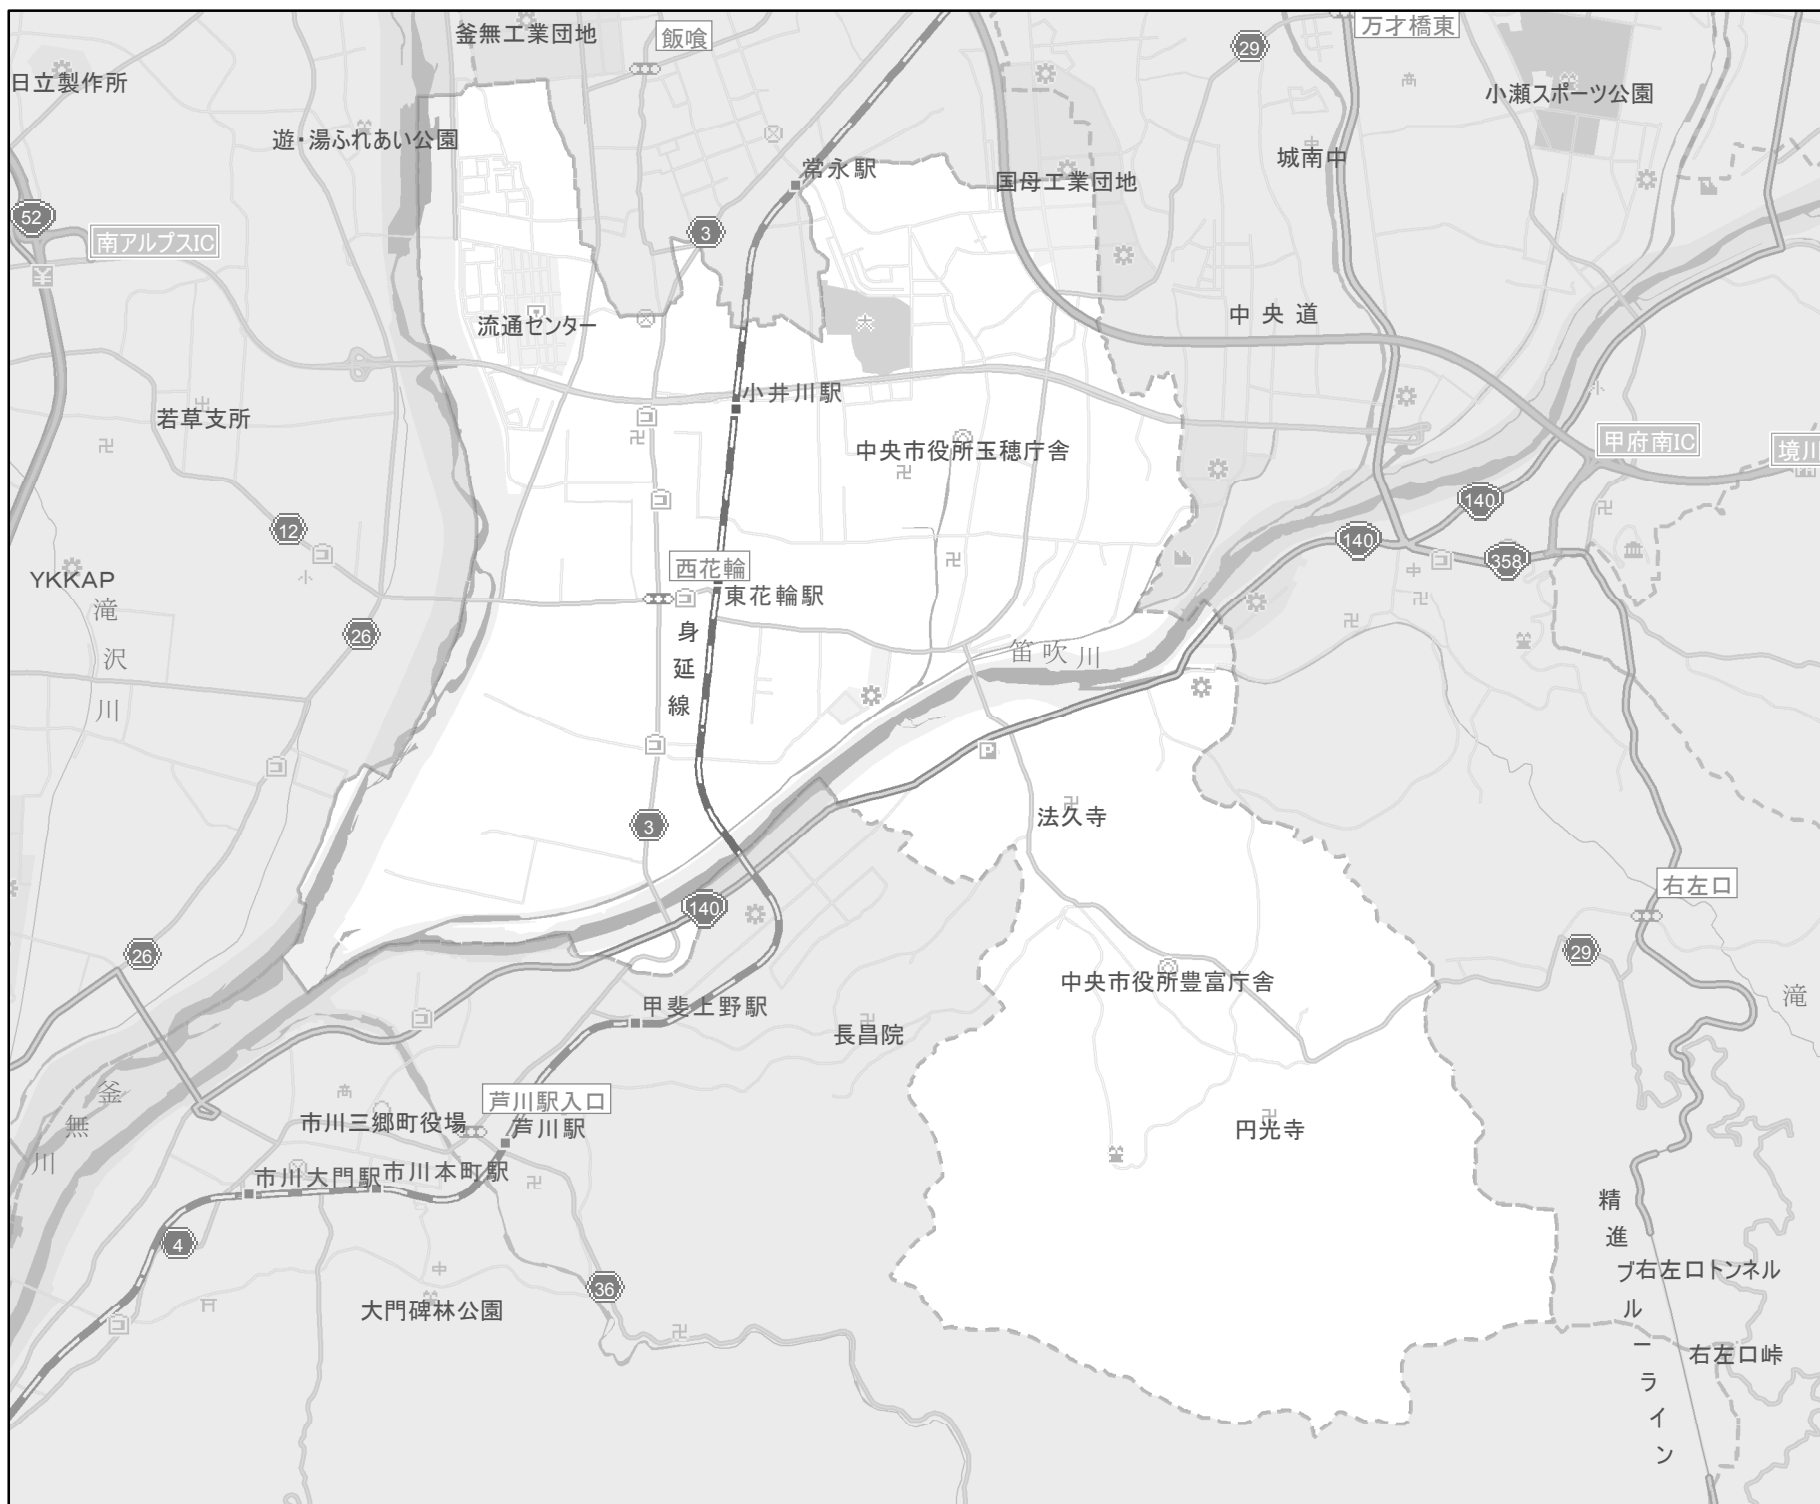 釜無工業団地
飯喰
29
万才橋東
日立製作所
小瀬スポーツ公園
遊・湯ふれあい公園
城南中
常永駅
国母工業団地
52
南アルプスIC
3
中央道
流通センター
小井川駅
若草支所
中央市役所玉穂庁舎
甲府南IC
境川
140
12
140
358
西花輪
YKKAP
東花輪駅
滝沢川
26
身延線
笛吹川
法久寺
3
右左口
140
26
29
中央市役所豊富庁舎
甲斐上野駅
長昌院
滝
釜無川
芦川駅入口
市川三郷町役場
芦川駅
円光寺
市川大門駅
市川本町駅
精進ブルーライン
4
36
右左口トンネル
大門碑林公園
右左口峠